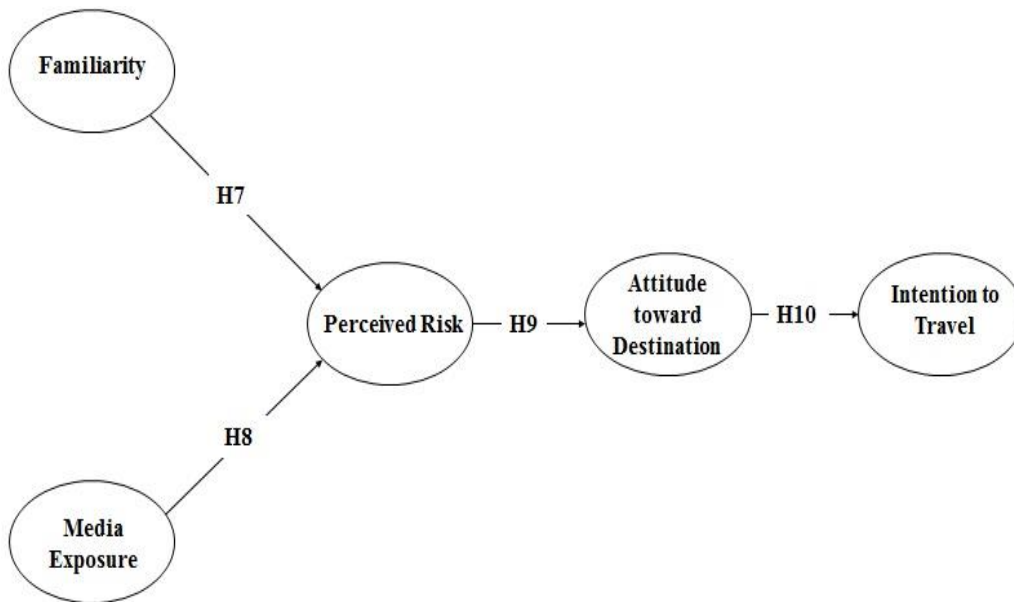 Familiarity
H7
Perceived Risk
H9
Attitude
toward
Destination
H10
Intention to
Travel
H8
Media
Exposure